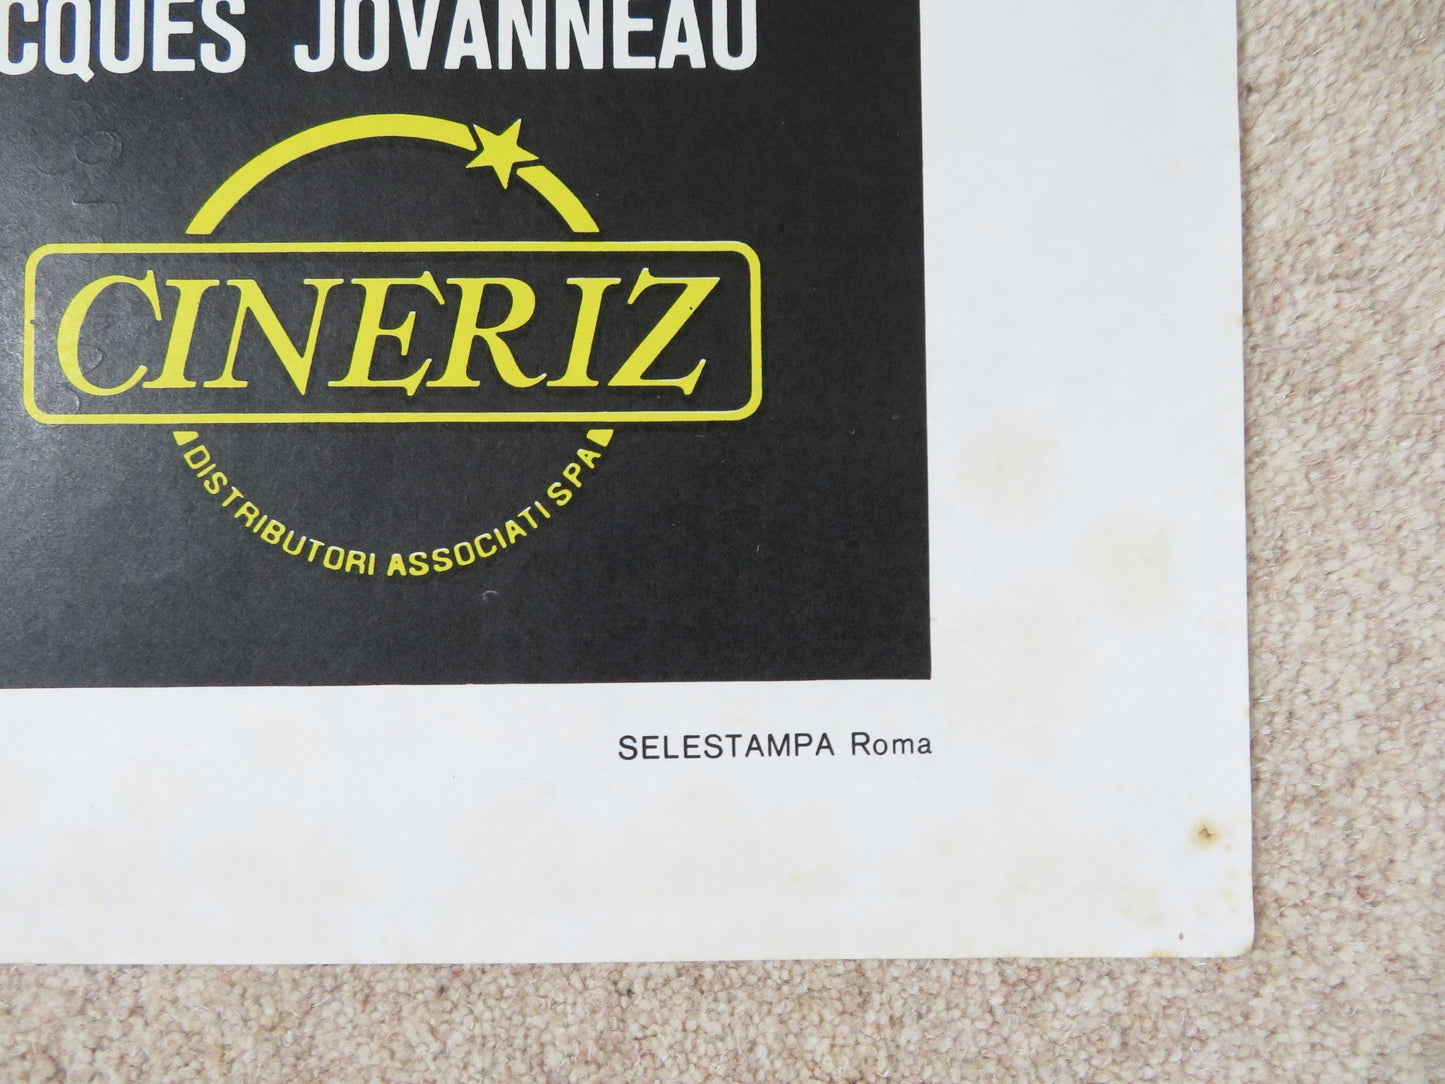 CQUES JOVANNEAU
CINERIZ
DISTRIBUTORI ASSOCIATI SPA
SELESTAMPA Roma